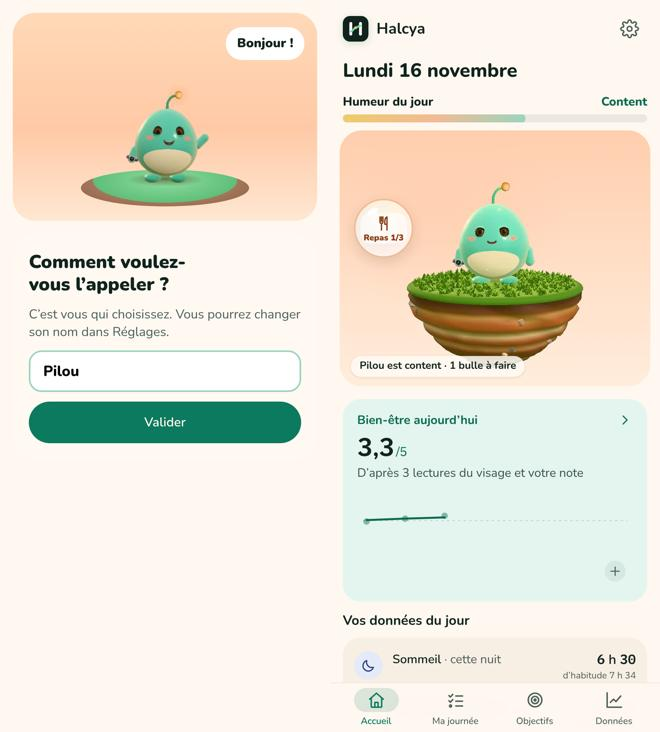 Bonjour !
Comment voulez-
vous l’appeler ?
C’est vous qui choisissez. Vous pourrez changer
son nom dans Réglages.
Pilou
Valider
Halcya
Lundi 16 novembre
Humeur du jour
Content
Repas 1/3
Pilou est content · 1 bulle à faire
Bien-être aujourd’hui
3,3/5
D’après 3 lectures du visage et votre note
Vos données du jour
Sommeil · cette nuit
6 h 30
d’habitude 7 h 34
Accueil
Ma journée
Objectifs
Données